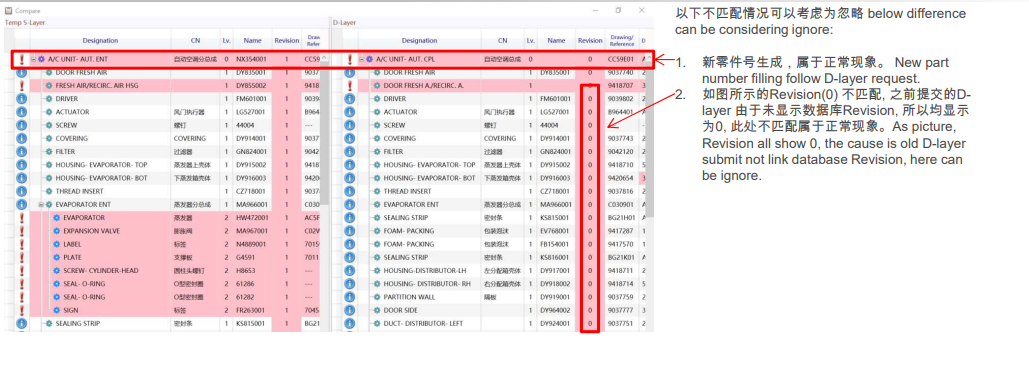 Compare
Temp S-Layer
Designation CN Lv. Name Revision Draw Refer
A/C UNIT- AUT. ENT 自动空调分总成 0 NX354001 1 CC59
DOOR FRESH AIR 1 DY835001 1 9037
FRESH AIR/RECIRC. AIR HSG 1 DY855002 1 9418
DRIVER 1 FM601001 1 9039
ACTUATOR 风门执行器 1 LG527001 1 B964
SCREW 螺钉 1 44004 1 ---
COVERING COVERING 1 DY914001 1 9037
FILTER 过滤器 1 GN824001 1 9042
HOUSING- EVAPORATOR- TOP 蒸发器上壳体 1 DY915002 1 9418
HOUSING- EVAPORATOR- BOT 下蒸发箱壳体 1 DY916003 1 9420
THREAD INSERT 1 CZ718001 1 9037
EVAPORATOR ENT 蒸发器分总成 1 MA966001 1 C030
EVAPORATOR 蒸发器 2 HW472001 1 AC5F
EXPANSION VALVE 膨胀阀 2 MA967001 1 C02W
LABEL 标签 2 N4889001 1 7015
PLATE 支撑板 2 G4591 1 7011
SCREW- CYLINDER-HEAD 圆柱头螺钉 2 H8653 1 ---
SEAL- O-RING O型密封圈 2 61286 1 ---
SEAL- O-RING O型密封圈 2 61282 1 ---
SIGN 标签 2 FR263001 1 7045
SEALING STRIP 密封条 1 KS815001 1 BG21
D-Layer
Designation CN Lv. Name Revision Drawing/ Reference D
A/C UNIT- AUT. CPL 自动空调总成 0 0 CC59E01 A
DOOR FRESH AIR 1 0 9037740 2
DOOR FRESH A./RECIRC. A. 1 0 9418707 3
DRIVER 1 FM601001 0 9039802 2
ACTUATOR 风门执行器 1 LG527001 0 B964401 A
SCREW 螺钉 1 44004 0 ---
COVERING COVERING 1 DY914001 0 9037743 2
FILTER 过滤器 1 GN824001 0 9042120 2
HOUSING- EVAPORATOR- TOP 蒸发器上壳体 1 DY915002 0 9418710 5
HOUSING- EVAPORATOR- BOT 下蒸发箱壳体 1 DY916003 0 9420654 3
THREAD INSERT 1 CZ718001 0 9037816 2
EVAPORATOR ENT 蒸发器分总成 1 MA966001 0 C030901 A
SEALING STRIP 密封条 1 KS815001 0 BG21H01 A
FOAM- PACKING 包装泡沫 1 EV768001 0 9417287 1
FOAM- PACKING 包装泡沫 1 FB154001 0 9417570 1
SEALING STRIP 密封条 1 KS816001 0 BG21K01 A
HOUSING-DISTRIBUTOR-LH 左分配箱壳体 1 DY917001 0 9418711 2
HOUSING- DISTRIBUTOR- RH 右分配箱壳体 1 DY918002 0 9418714 5
PARTITION WALL 隔板 1 DY919001 0 9037759 2
DOOR SIDE 1 DY964002 0 9037777 3
DUCT- DISTRIBUTOR- LEFT 1 DY924001 0 9037751 2
以下不匹配情况可以考虑为忽略 below difference
can be considering ignore:
1. 新零件号生成，属于正常现象。 New part
number filling follow D-layer request.
2. 如图所示的Revision(0) 不匹配, 之前提交的D-
layer 由于未显示数据库Revision, 所以均显示
为0, 此处不匹配属于正常现象。As picture,
Revision all show 0, the cause is old D-layer
submit not link database Revision, here can
be ignore.